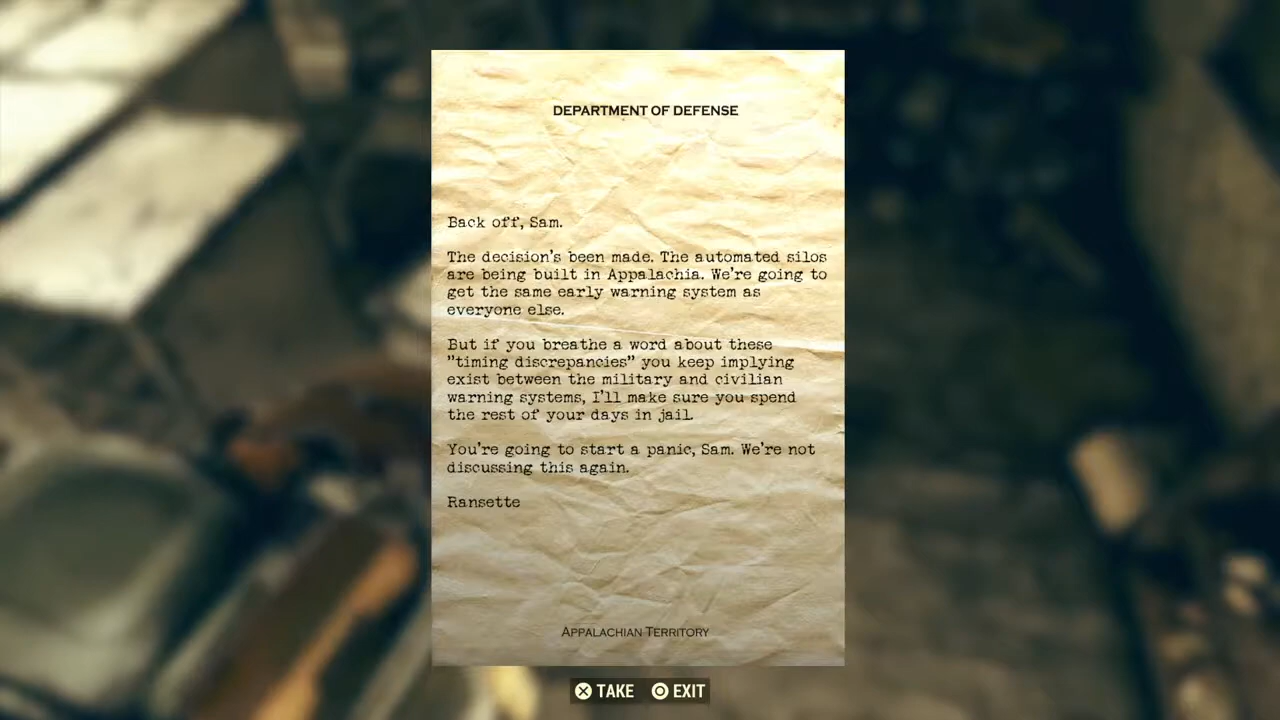 DEPARTMENT OF DEFENSE
Back off, Sam.
The decision's been made. The automated silos
are being built in Appalachia. We're going to
get the same early warning system as
everyone else.
But if you breathe a word about these
"timing discrepancies" you keep implying
exist between the military and civilian
warning systems, I'll make sure you spend
the rest of your days in jail.
You're going to start a panic, Sam. We're not
discussing this again.
Ransette
APPALACHIAN TERRITORY
TAKE EXIT